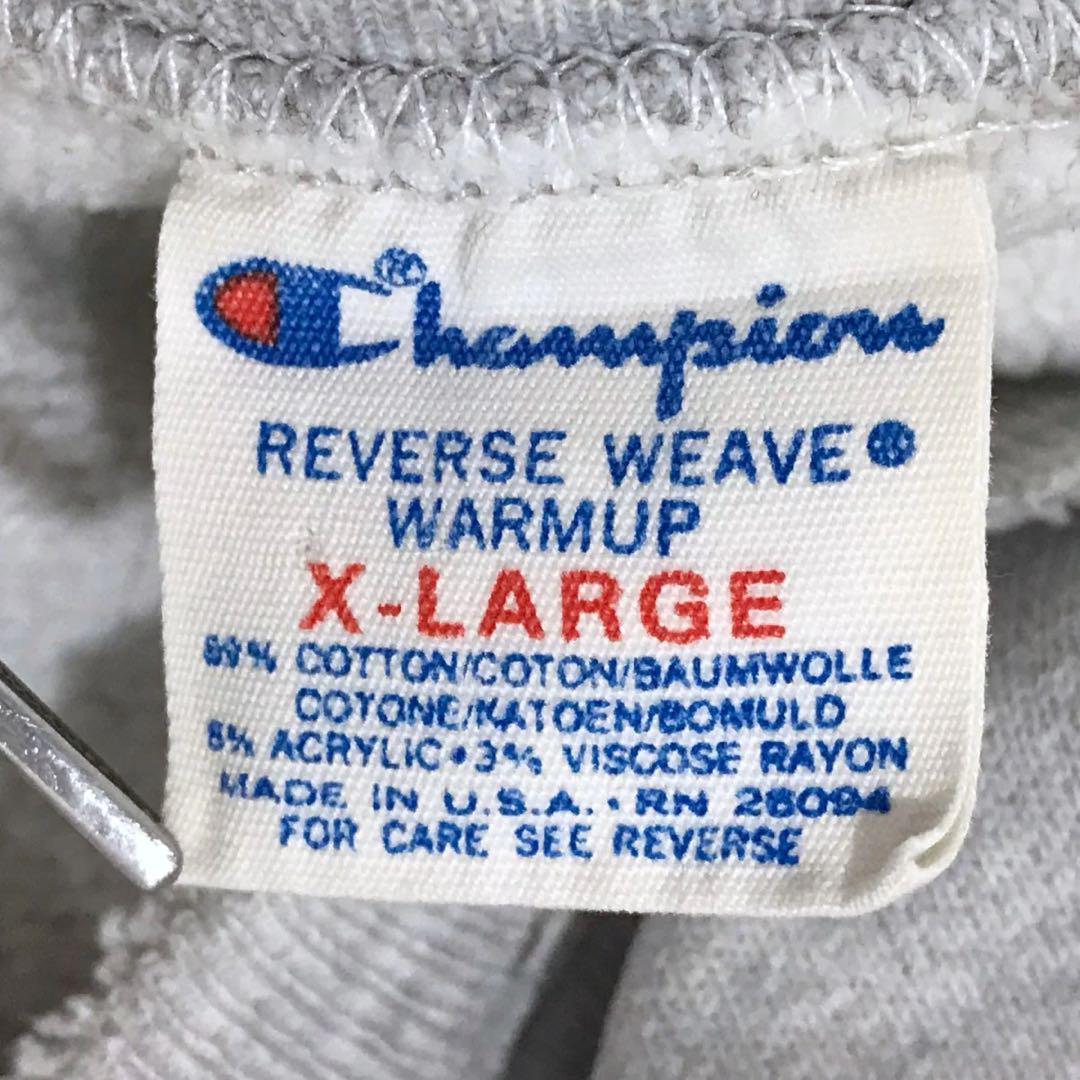 Champion®
REVERSE WEAVE®
WARMUP
X-LARGE
89% COTTON/COTON/BAUMWOLLE
COTONE/KATOEN/BOMULD
8% ACRYLIC • 3% VISCOSE RAYON
MADE IN U.S.A. • RN 26094
FOR CARE SEE REVERSE